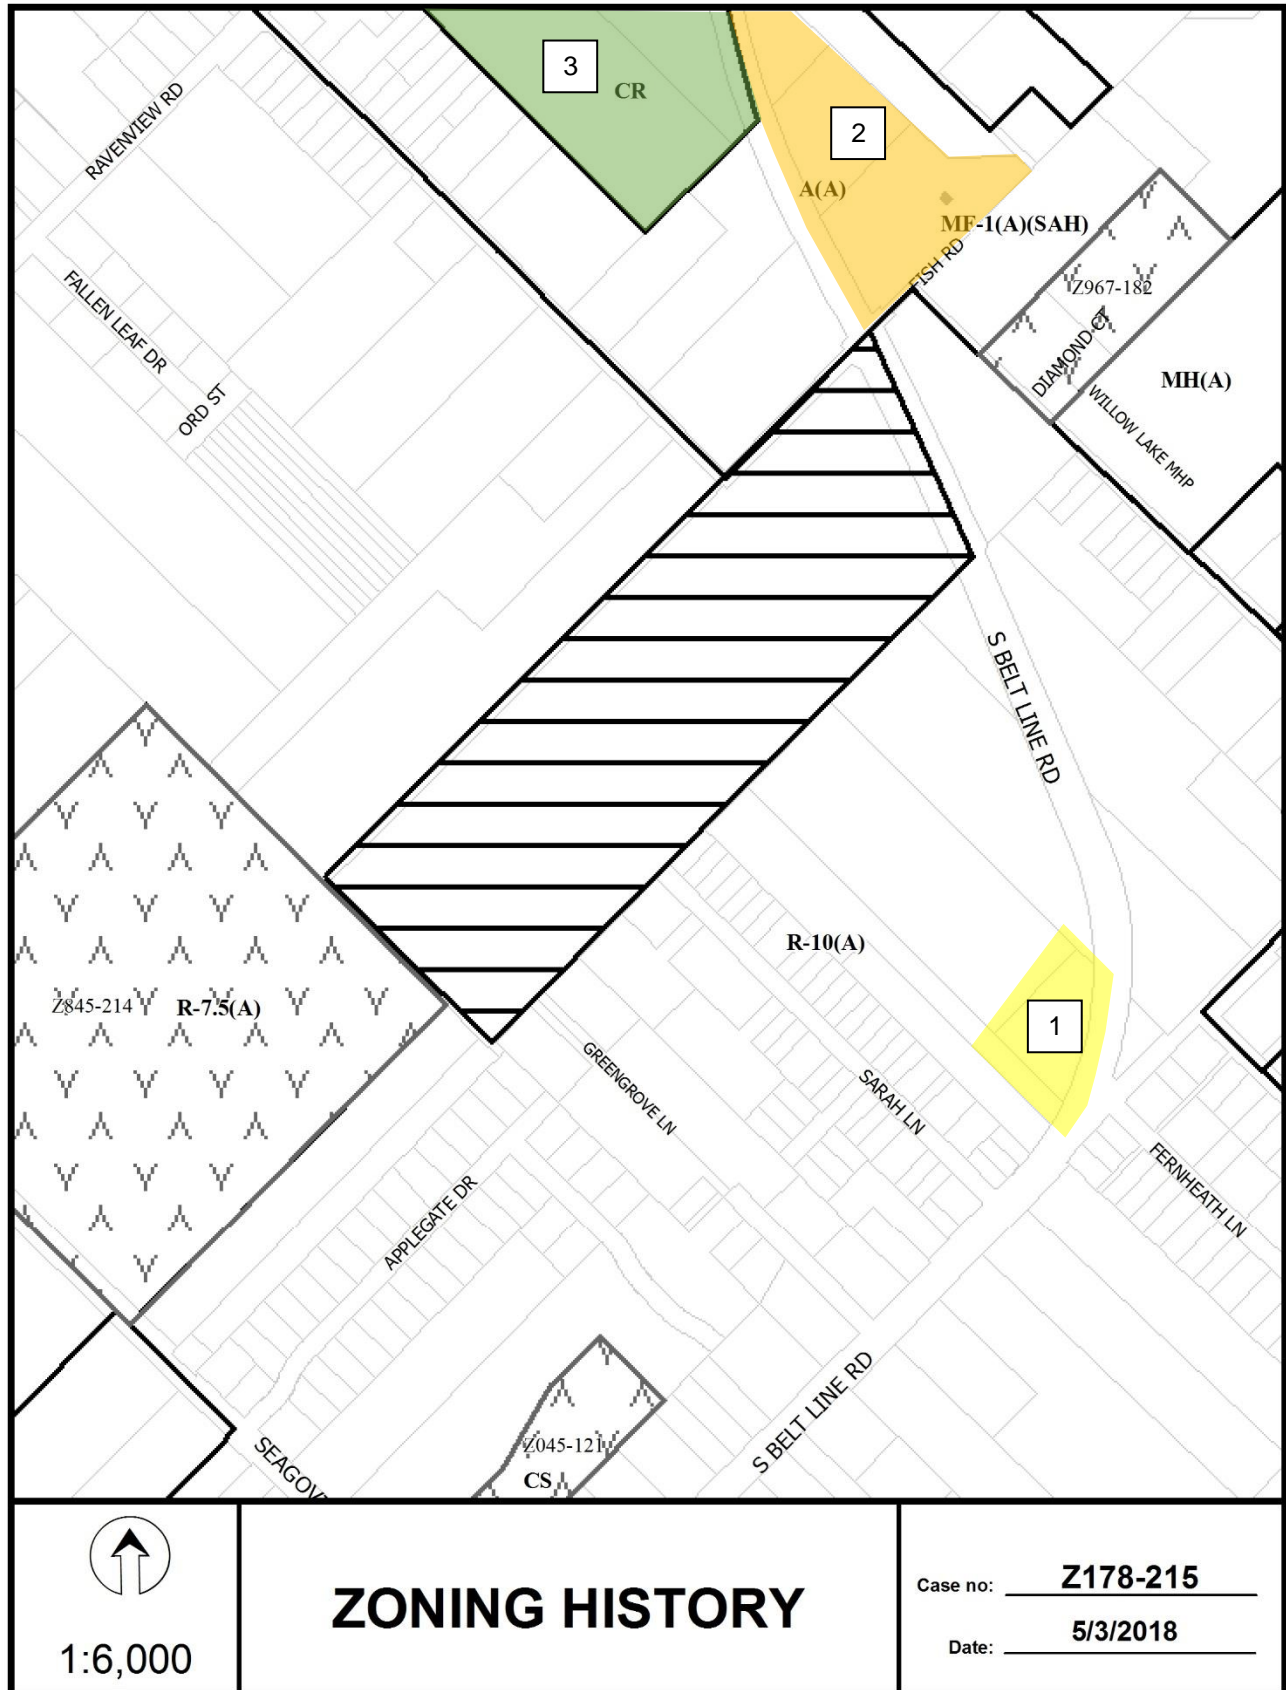 3
CR
2
RAVENVIEW RD
A(A)
MF-1(A)(SAH)
FISH RD
Z967-182
FALLEN LEAF DR
DIAMOND CT
MH(A)
ORD ST
WILLOW LAKE MHP
S BELT LINE RD
R-10(A)
Z845-214
R-7.5(A)
1
GREENGROVE LN
SARAH LN
FERNHEATH LN
APPLEGATE DR
S BELT LINE RD
Z045-121
SEAGOV
CS
1:6,000
ZONING HISTORY
Case no: Z178-215
Date: 5/3/2018